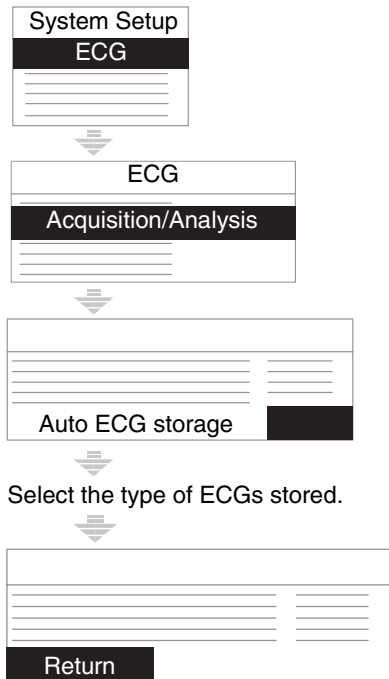 System Setup
ECG
ECG
Acquisition/Analysis
Auto ECG storage
Select the type of ECGs stored.
Return